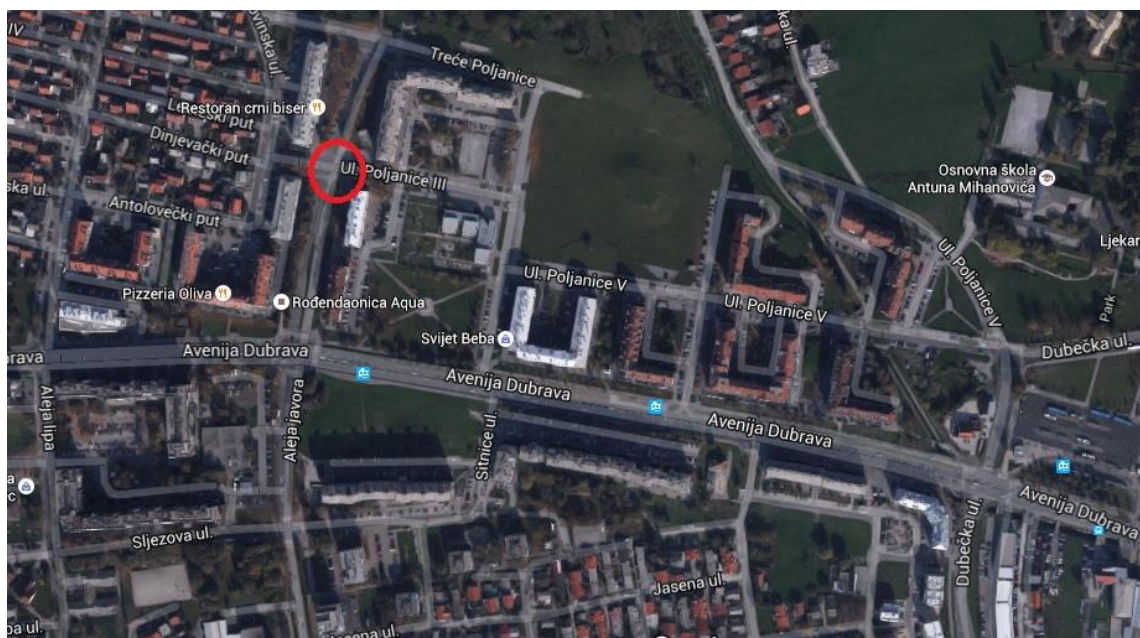 IV
Treće Poljanice
Restoran crni biser
Dinjevački put
Ul. Poljanice III
Osnovna škola
Antuna Mihanovića
Antolovečki put
Ljekar
Ul. Poljanice V
Ul. Poljanice V
Ul. Poljanice V
Pizzeria Oliva
Rođendaonica Aqua
Park
Svijet Beba
Dubečka ul.
Avenija Dubrava
Avenija Dubrava
Avenija Dubrava
Avenija Dubrava
Aleja lipa
Aleja javora
Sitnice ul.
Sljezova ul.
Dubečka ul.
Jasena ul.